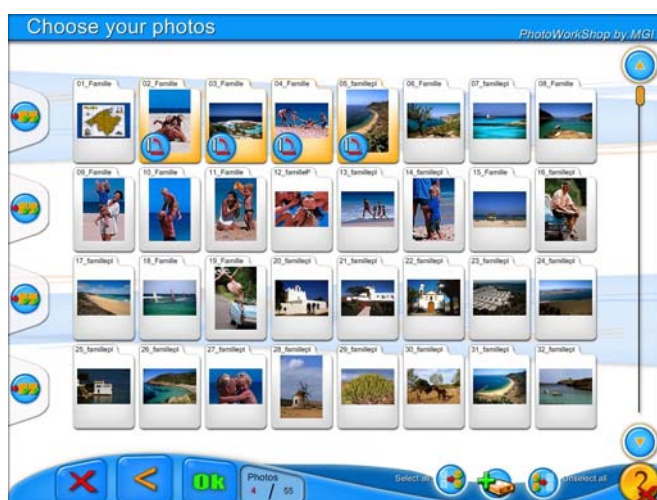 Choose your photos
PhotoWorkShop by MGI
01_Famille 02_Famille 03_Famille 04_Famille 05_famillepl 06_Famille 07_famillepl 08_Famille
09_Famille 10_Famille 11_Famille 12_familleP 13_famillepl 14_famillepl 15_Famille 16_famillepl
17_famillepl 18_Famille 19_Famille 20_famillepl 21_famillepl 22_famillepl 23_famillepl 24_famillepl
25_famillepl 26_famillepl 27_famillepl 28_famillepl 29_famillepl 30_famillepl 31_famillepl 32_famillepl
Ok
Photos
4 / 55
Select all
Unselect all
?